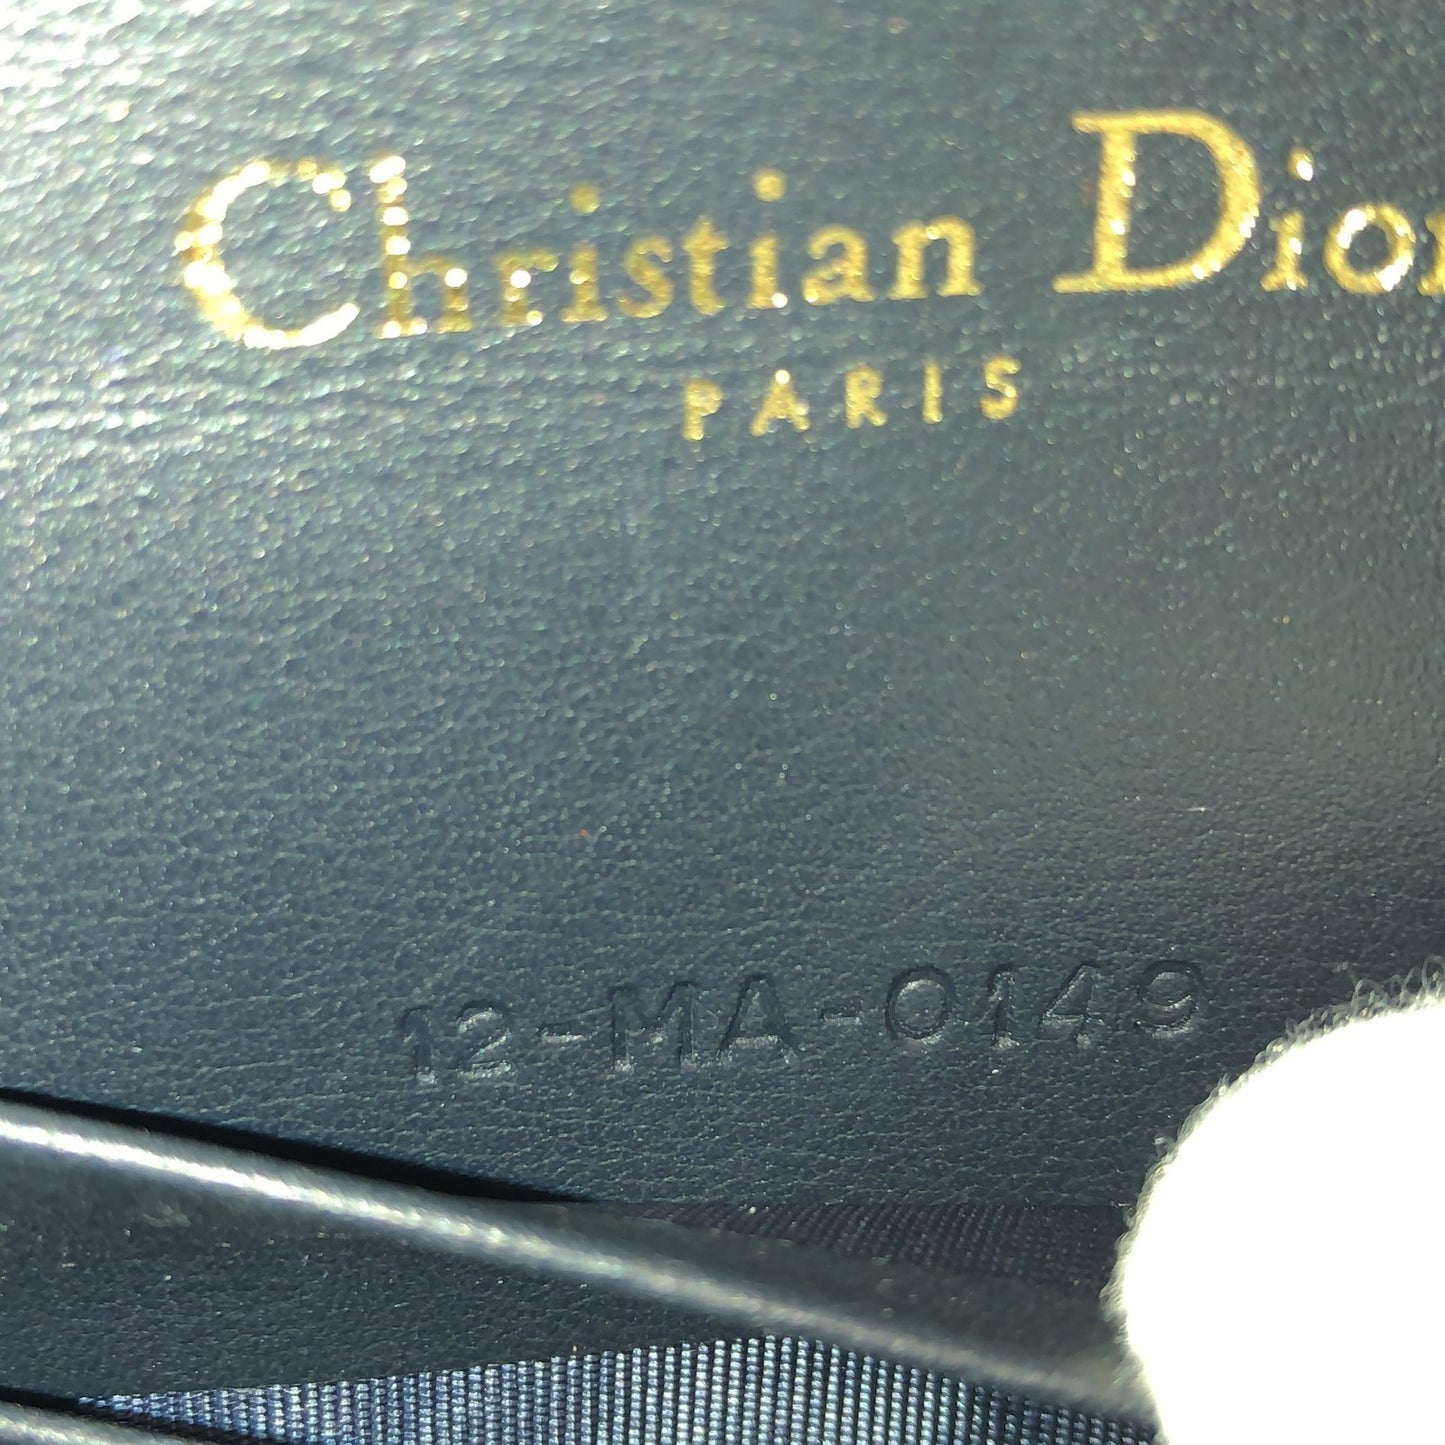 Christian Dior
PARIS
12-MA-0149